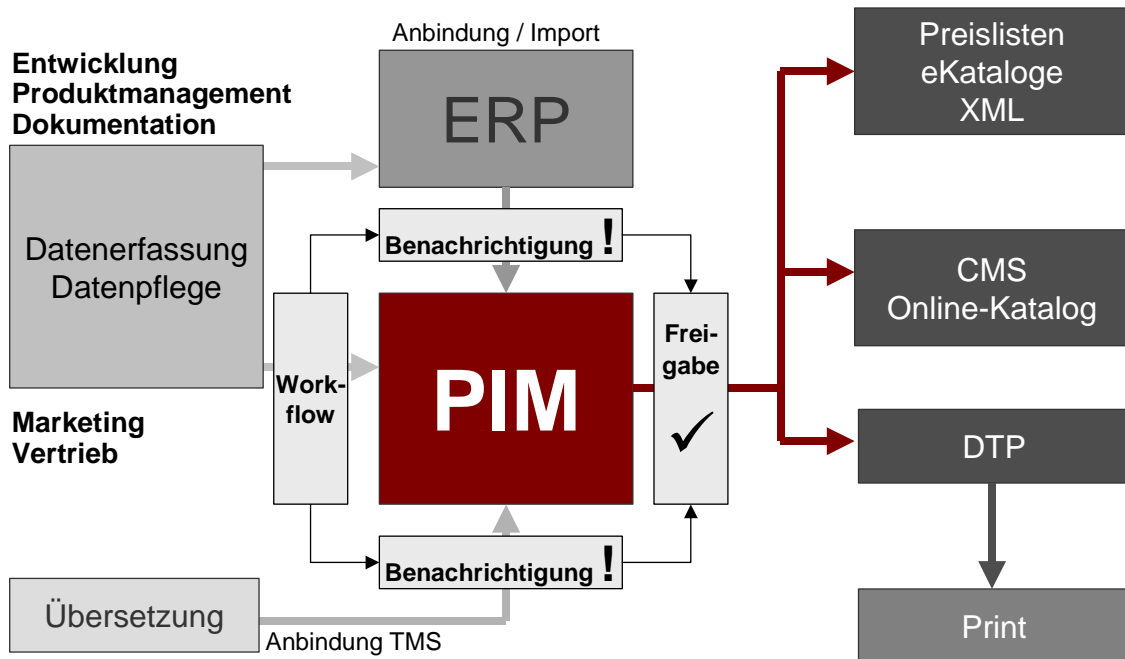 Anbindung / Import
Entwicklung
Produktmanagement
Dokumentation
ERP
Preislisten
eKataloge
XML
Datenerfassung
Datenpflege
Benachrichtigung !
CMS
Online-Katalog
Work-
flow
PIM
Frei-
gabe
✓
Marketing
Vertrieb
DTP
Benachrichtigung !
Übersetzung
Anbindung TMS
Print